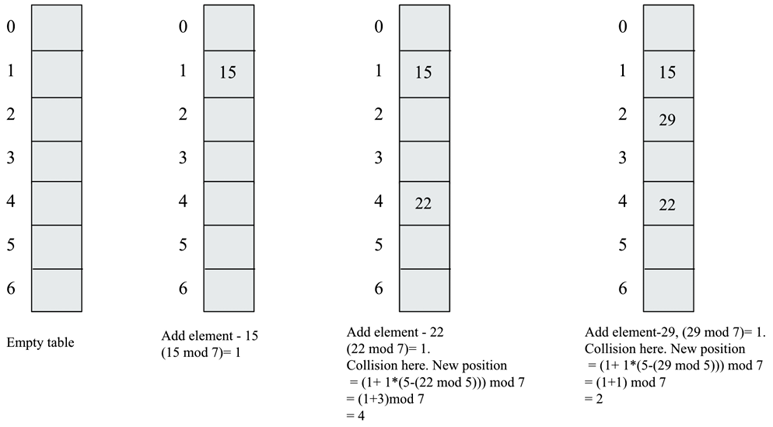 0
1
2
3
4
5
6
Empty table
0
1 15
2
3
4
5
6
Add element - 15
(15 mod 7)= 1
0
1 15
2
3
4 22
5
6
Add element - 22
(22 mod 7)= 1.
Collision here. New position
= (1+ 1*(5-(22 mod 5))) mod 7
= (1+3)mod 7
= 4
0
1 15
2 29
3
4 22
5
6
Add element-29, (29 mod 7)= 1.
Collision here. New position
= (1+ 1*(5-(29 mod 5))) mod 7
= (1+1) mod 7
= 2